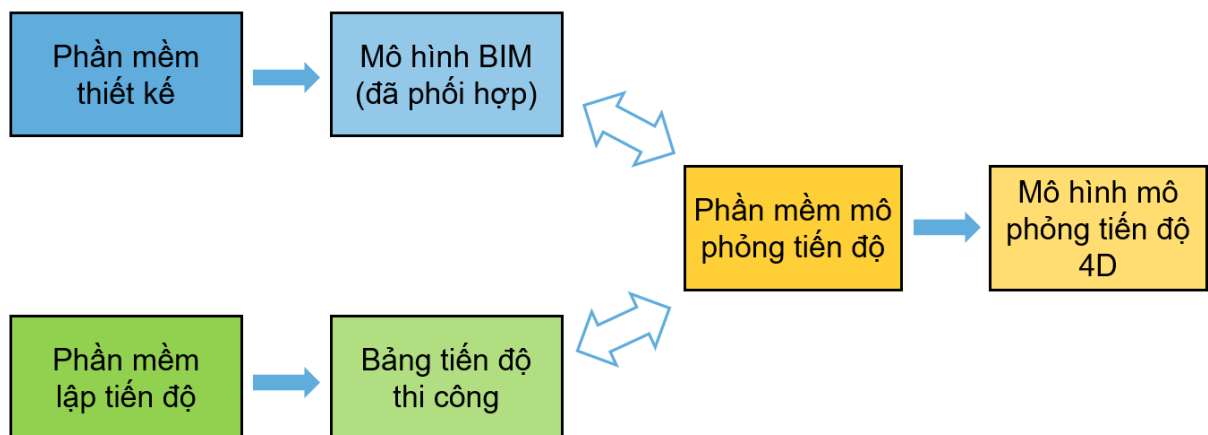 Phần mềm
thiết kế
Mô hình BIM
(đã phối hợp)
Phần mềm mô
phỏng tiến độ
Mô hình mô
phỏng tiến độ
4D
Phần mềm
lập tiến độ
Bảng tiến độ
thi công